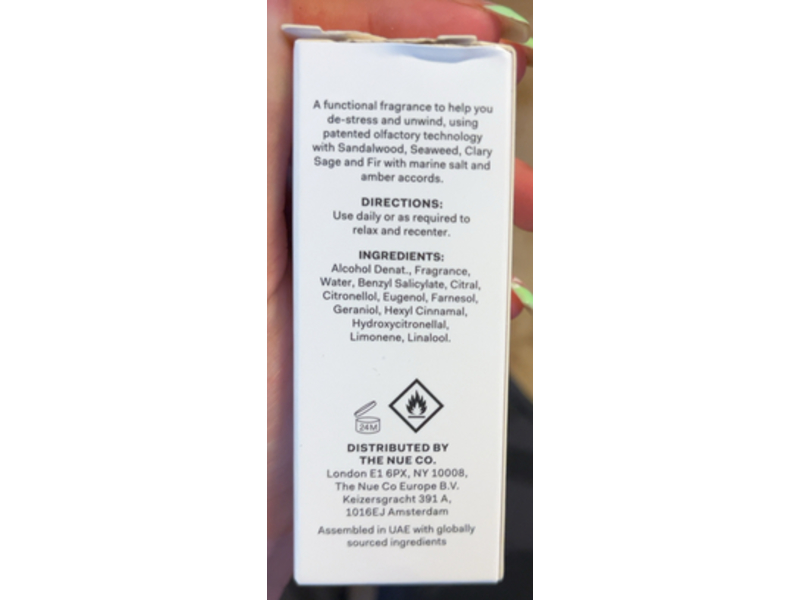 A functional fragrance to help you
de-stress and unwind, using
patented olfactory technology
with Sandalwood, Seaweed, Clary
Sage and Fir with marine salt and
amber accords.
DIRECTIONS:
Use daily or as required to
relax and recenter.
INGREDIENTS:
Alcohol Denat., Fragrance,
Water, Benzyl Salicylate, Citral,
Citronellol, Eugenol, Farnesol,
Geraniol, Hexyl Cinnamal,
Hydroxycitronellal,
Limonene, Linalool.
24M
DISTRIBUTED BY
THE NUE CO.
London E1 6PX, NY 10008,
The Nue Co Europe B.V.
Keizersgracht 391 A,
1016EJ Amsterdam
Assembled in UAE with globally
sourced ingredients